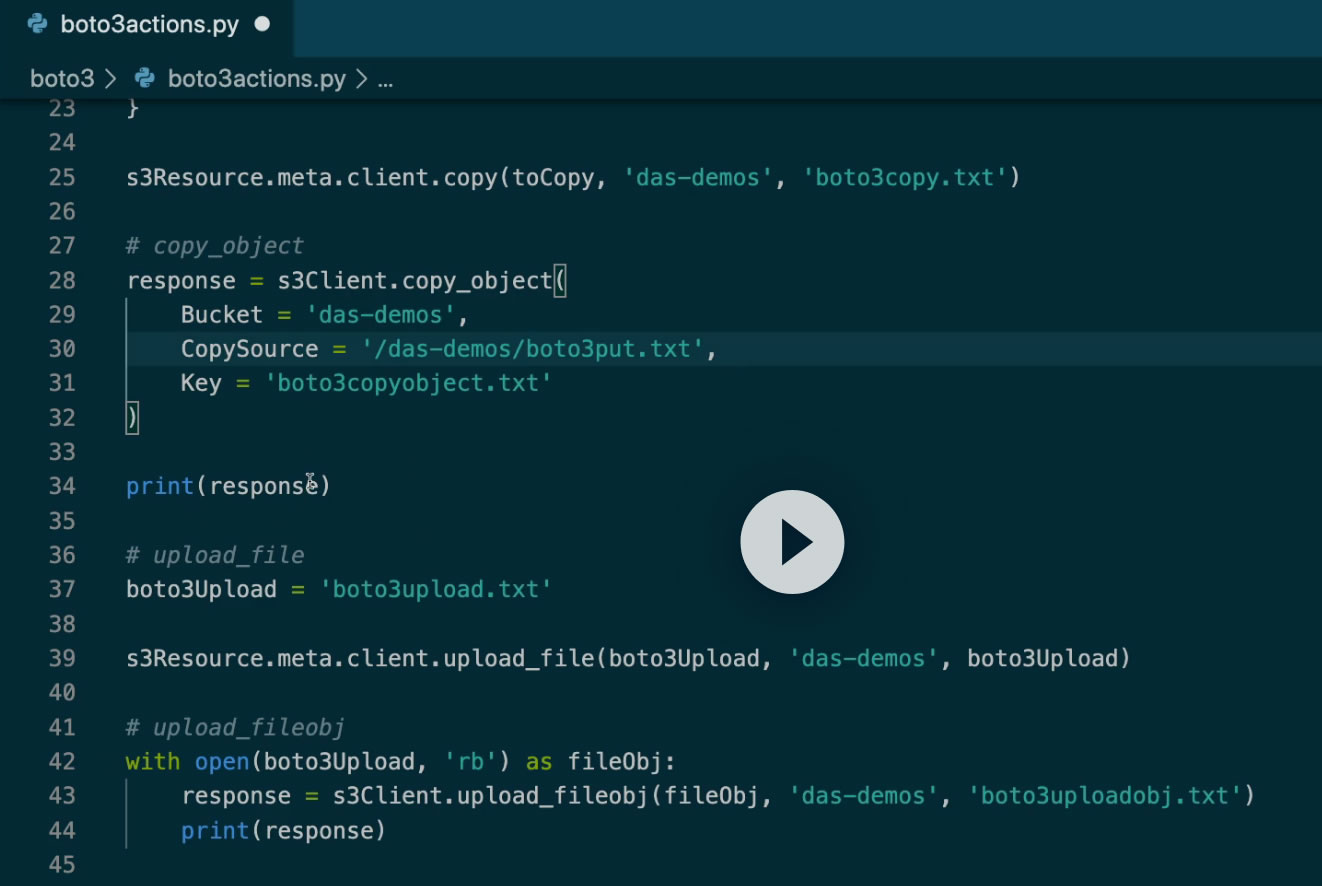 boto3actions.py
boto3 > boto3actions.py > ...
23 }
24
25 s3Resource.meta.client.copy(toCopy, 'das-demos', 'boto3copy.txt')
26
27 # copy_object
28 response = s3Client.copy_object(
29     Bucket = 'das-demos',
30     CopySource = '/das-demos/boto3put.txt',
31     Key = 'boto3copyobject.txt'
32 )
33
34 print(response)
35
36 # upload_file
37 boto3Upload = 'boto3upload.txt'
38
39 s3Resource.meta.client.upload_file(boto3Upload, 'das-demos', boto3Upload)
40
41 # upload_fileobj
42 with open(boto3Upload, 'rb') as fileObj:
43     response = s3Client.upload_fileobj(fileObj, 'das-demos', 'boto3uploadobj.txt')
44     print(response)
45